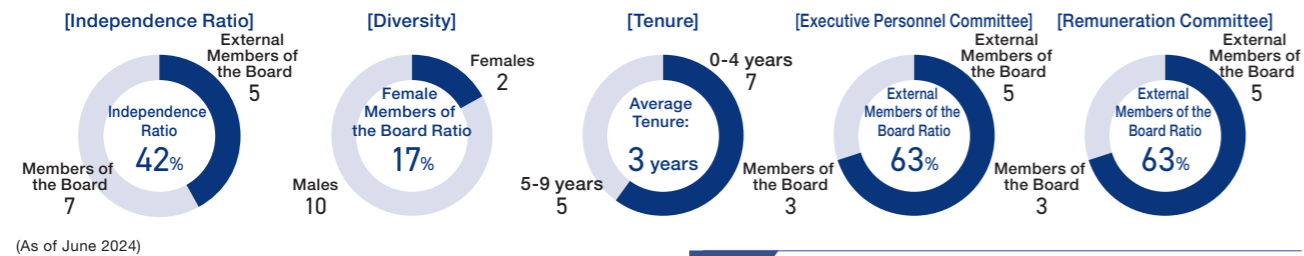 [Independence Ratio]
External
Members of
the Board
5
Independence
Ratio
42%
Members of
the Board
7
[Diversity]
Females
2
Female
Members of
the Board Ratio
17%
Males
10
[Tenure]
0-4 years
7
Average
Tenure:
3 years
5-9 years
5
[Executive Personnel Committee]
External
Members of
the Board
5
External
Members of the
Board Ratio
63%
Members of
the Board
3
[Remuneration Committee]
External
Members of
the Board
5
External
Members of the
Board Ratio
63%
Members of
the Board
3
(As of June 2024)